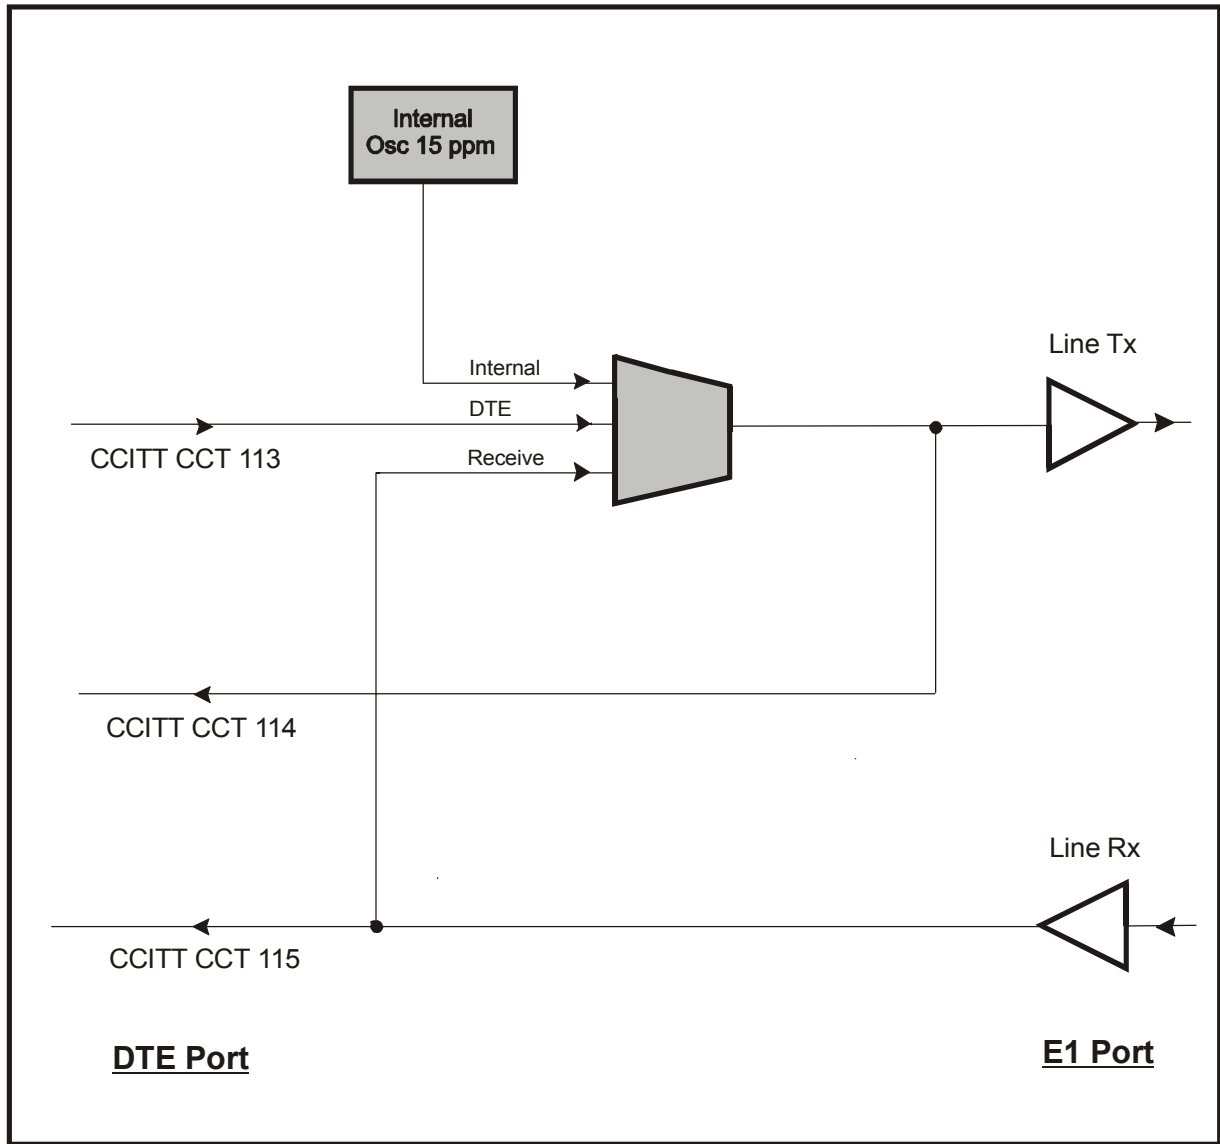 Internal
Osc 15 ppm
Line Tx
Internal
DTE
CCITT CCT 113
Receive
CCITT CCT 114
Line Rx
CCITT CCT 115
DTE Port
E1 Port